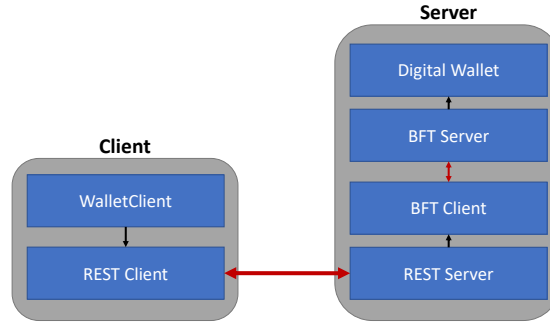 Server
Digital Wallet
BFT Server
Client
WalletClient
BFT Client
REST Client
REST Server